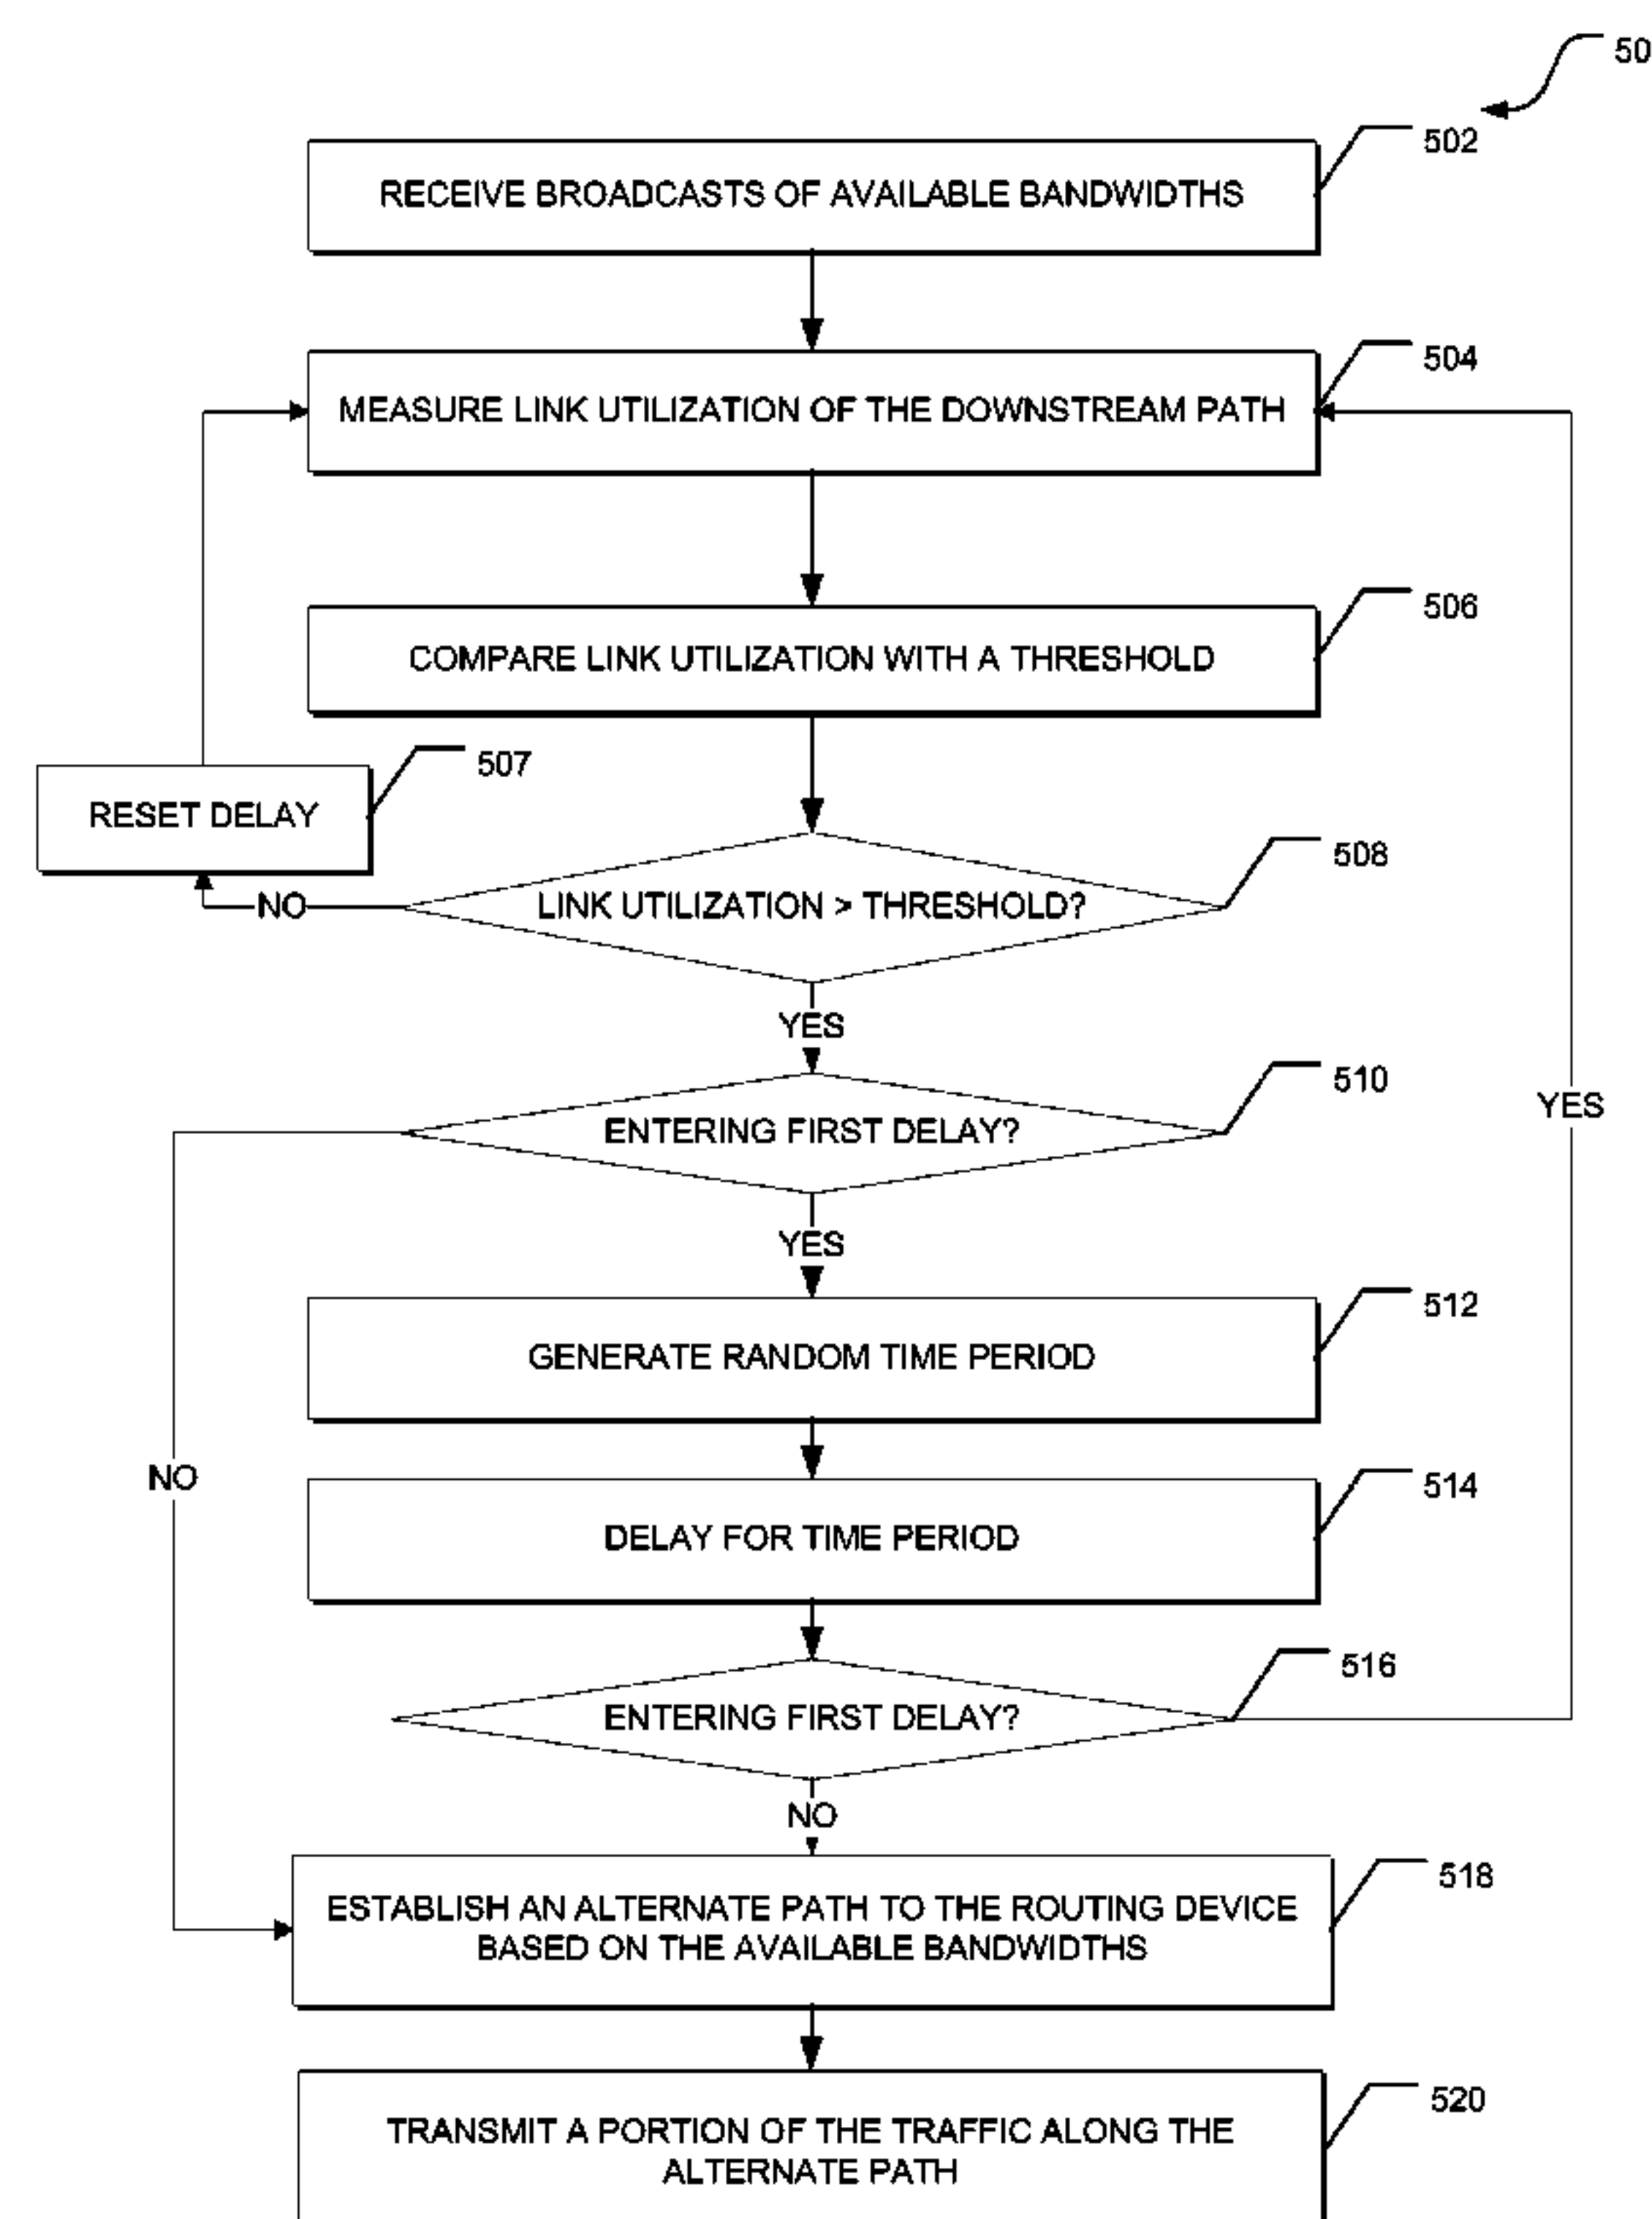 50
502
RECEIVE BROADCASTS OF AVAILABLE BANDWIDTHS
504
MEASURE LINK UTILIZATION OF THE DOWNSTREAM PATH
506
COMPARE LINK UTILIZATION WITH A THRESHOLD
507
RESET DELAY
508
NO
LINK UTILIZATION > THRESHOLD?
YES
510
ENTERING FIRST DELAY?
YES
YES
512
GENERATE RANDOM TIME PERIOD
NO
514
DELAY FOR TIME PERIOD
516
ENTERING FIRST DELAY?
NO
518
ESTABLISH AN ALTERNATE PATH TO THE ROUTING DEVICE
BASED ON THE AVAILABLE BANDWIDTHS
520
TRANSMIT A PORTION OF THE TRAFFIC ALONG THE
ALTERNATE PATH